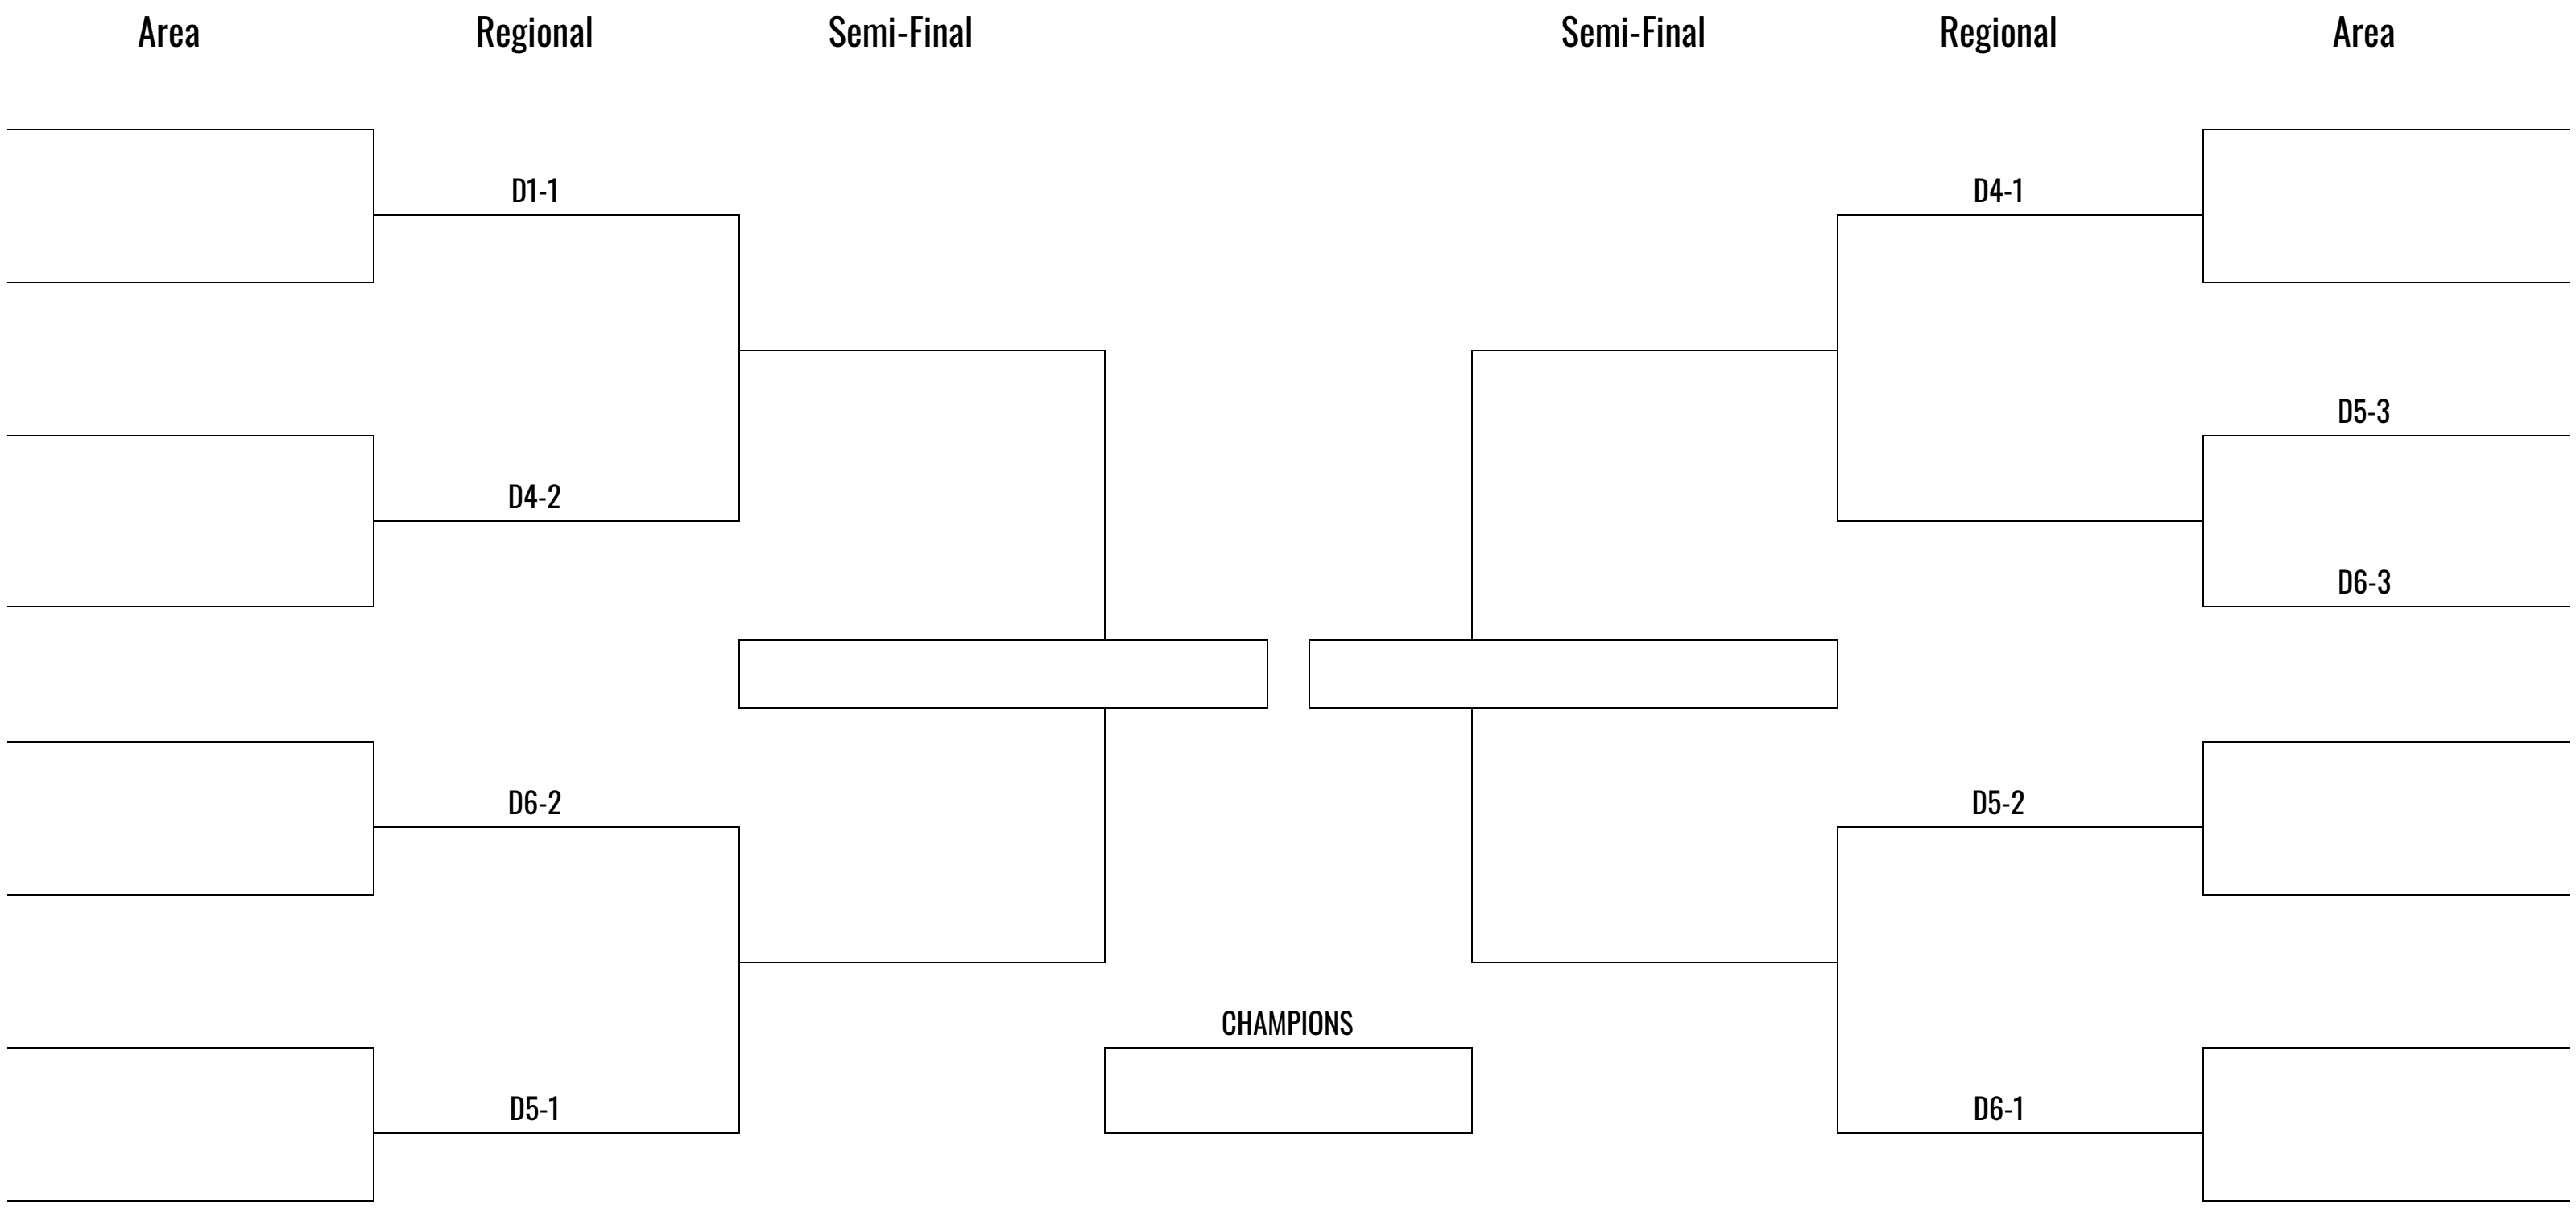 Area Regional Semi-Final Semi-Final Regional Area
D1-1 D4-1
D5-3
D4-2
D6-3
D6-2 D5-2
CHAMPIONS
D5-1 D6-1